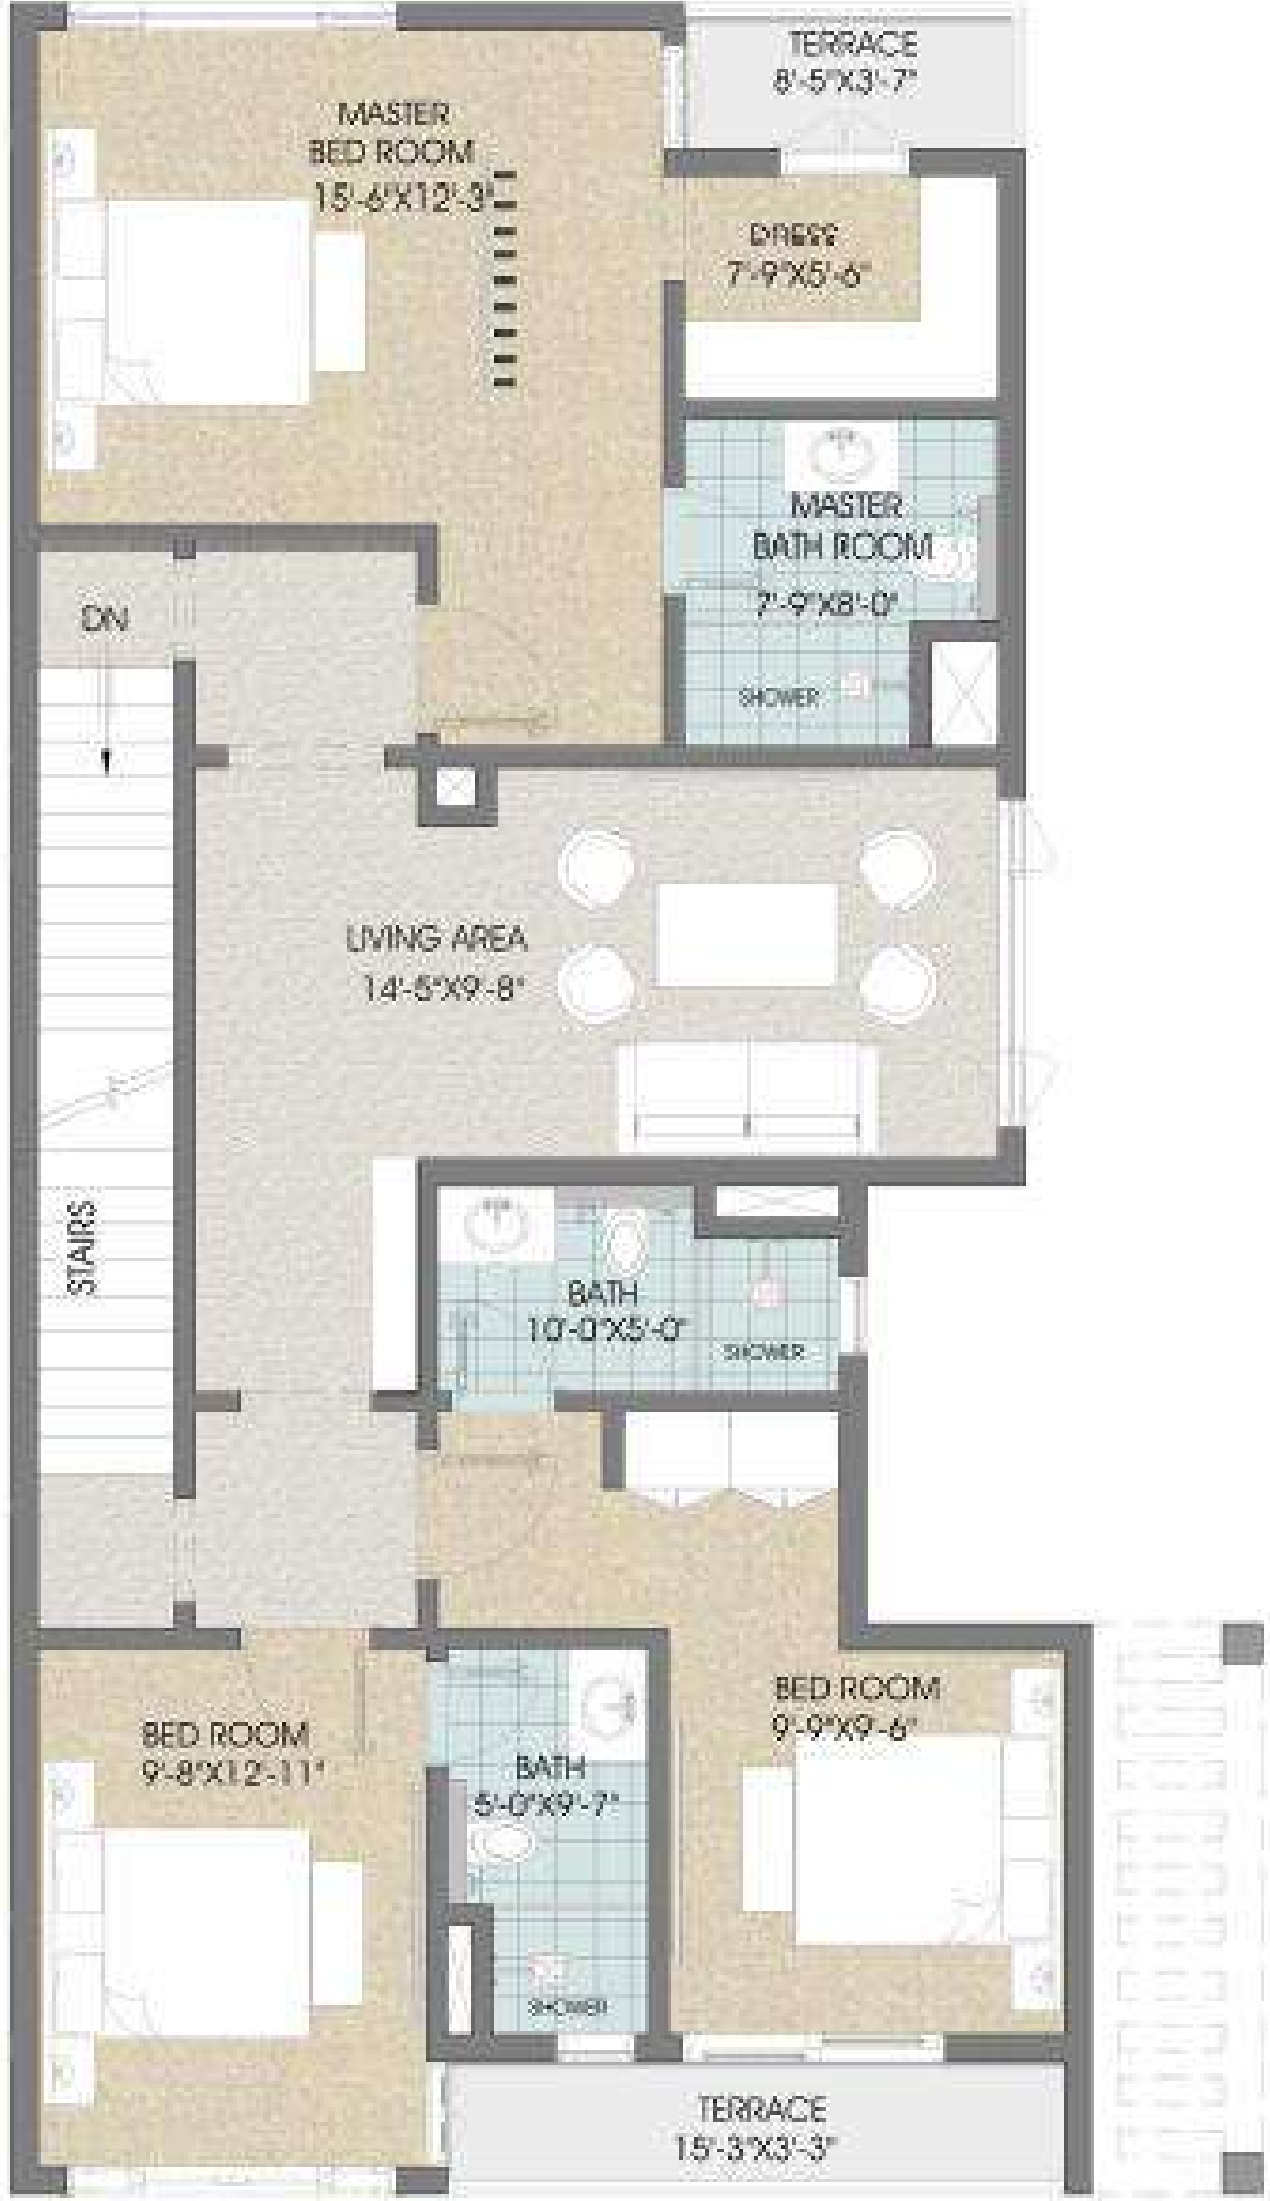 TERRACE
8'-5"X3'-7"
MASTER
BED ROOM
15'-6"X12'-3"
DRESS
7'-9"X5'-6"
MASTER
BATH ROOM
7'-9"X8'-0"
SHOWER
DN
LIVING AREA
14'-5"X9'-8"
STAIRS
BATH
10'-0"X5'-0"
SHOWER
BED ROOM
9'-9"X9'-6"
BED ROOM
9'-8"X12'-11"
BATH
5'-0"X9'-7"
SHOWER
TERRACE
15'-3"X3'-3"